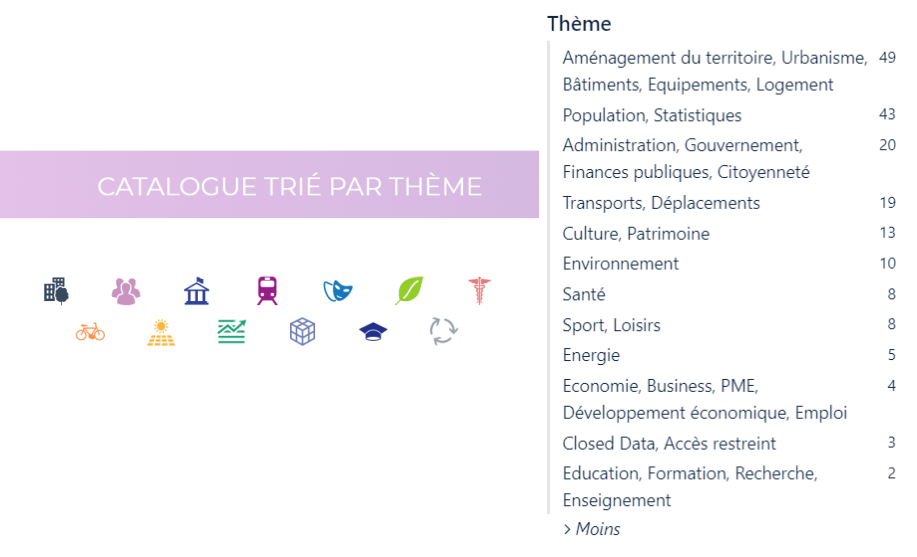 CATALOGUE TRIÉ PAR THÈME
Thème
Aménagement du territoire, Urbanisme, 49
Bâtiments, Equipements, Logement
Population, Statistiques 43
Administration, Gouvernement, 20
Finances publiques, Citoyenneté
Transports, Déplacements 19
Culture, Patrimoine 13
Environnement 10
Santé 8
Sport, Loisirs 8
Energie 5
Economie, Business, PME, 4
Développement économique, Emploi
Closed Data, Accès restreint 3
Education, Formation, Recherche, 2
Enseignement
> Moins